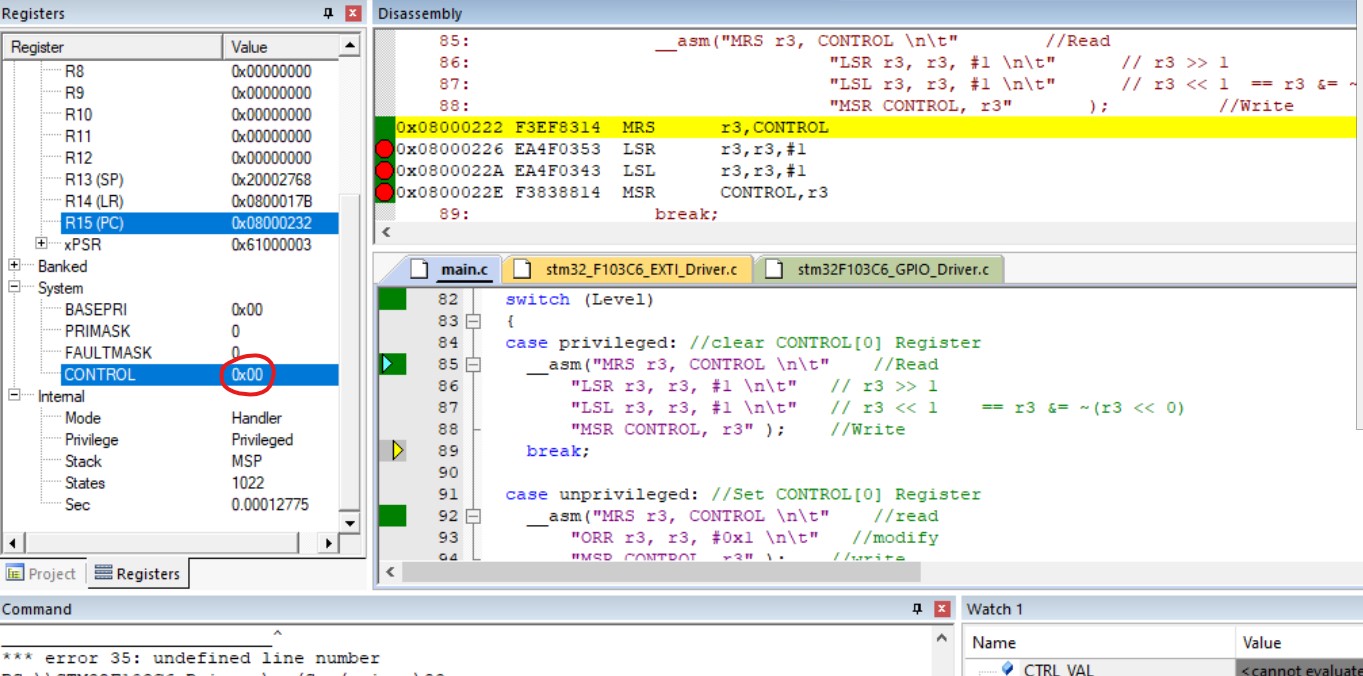 Registers
Register Value
R8 0x00000000
R9 0x00000000
R10 0x00000000
R11 0x00000000
R12 0x00000000
R13 (SP) 0x20002768
R14 (LR) 0x0800017B
R15 (PC) 0x08000232
xPSR 0x61000003
Banked
System
BASEPRI 0x00
PRIMASK 0
FAULTMASK 0
CONTROL 0x00
Internal
Mode Handler
Privilege Privileged
Stack MSP
States 1022
Sec 0.00012775
Project Registers
Disassembly
85: __asm("MRS r3, CONTROL \n\t" //Read
86: "LSR r3, r3, #1 \n\t" // r3 >> 1
87: "LSL r3, r3, #1 \n\t" // r3 << 1 == r3 &= ~
88: "MSR CONTROL, r3" ); //Write
0x08000222 F3EF8314 MRS r3,CONTROL
0x08000226 EA4F0353 LSR r3,r3,#1
0x0800022A EA4F0343 LSL r3,r3,#1
0x0800022E F3838814 MSR CONTROL,r3
89: break;
main.c stm32_F103C6_EXTI_Driver.c stm32F103C6_GPIO_Driver.c
82 switch (Level)
83 {
84 case privileged: //clear CONTROL[0] Register
85 __asm("MRS r3, CONTROL \n\t" //Read
86 "LSR r3, r3, #1 \n\t" // r3 >> 1
87 "LSL r3, r3, #1 \n\t" // r3 << 1 == r3 &= ~(r3 << 0)
88 "MSR CONTROL, r3" ); //Write
89 break;
90
91 case unprivileged: //Set CONTROL[0] Register
92 __asm("MRS r3, CONTROL \n\t" //read
93 "ORR r3, r3, #0x1 \n\t" //modify
94 "MSR CONTROL, r3" ); //write
Command
^
*** error 35: undefined line number
Watch 1
Name Value
CTRL_VAL <cannot evaluate